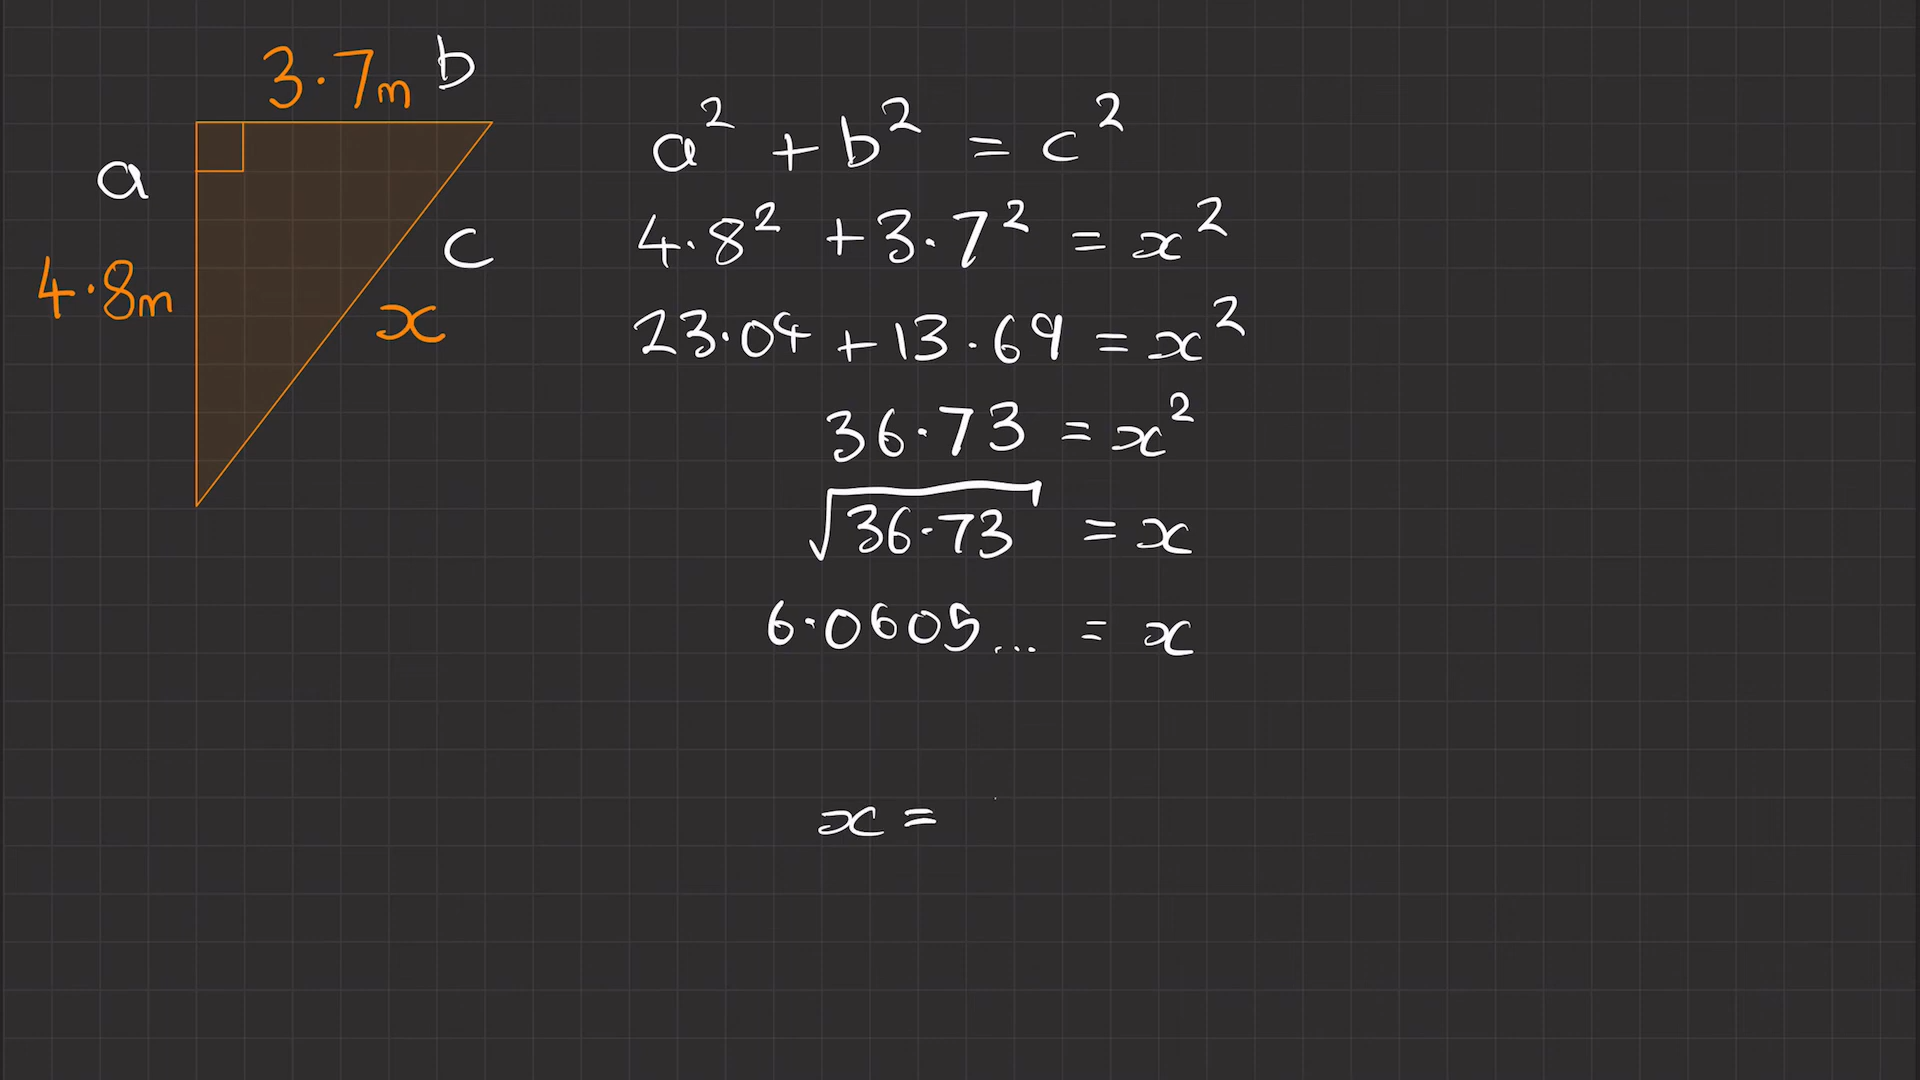 3.7m b
a
c
4.8m
x
a² + b² = c²
4.8² + 3.7² = x²
23.04 + 13.69 = x²
36.73 = x²
√36.73 = x
6.0605... = x
x =